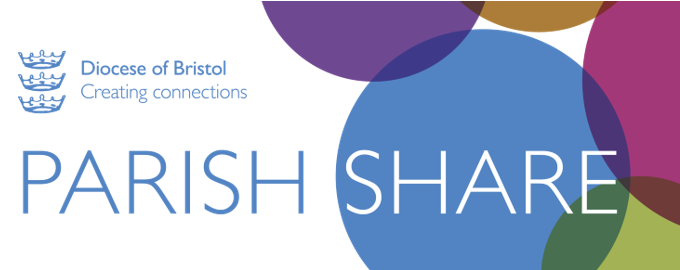 Diocese of Bristol
Creating connections
PARISH SHARE